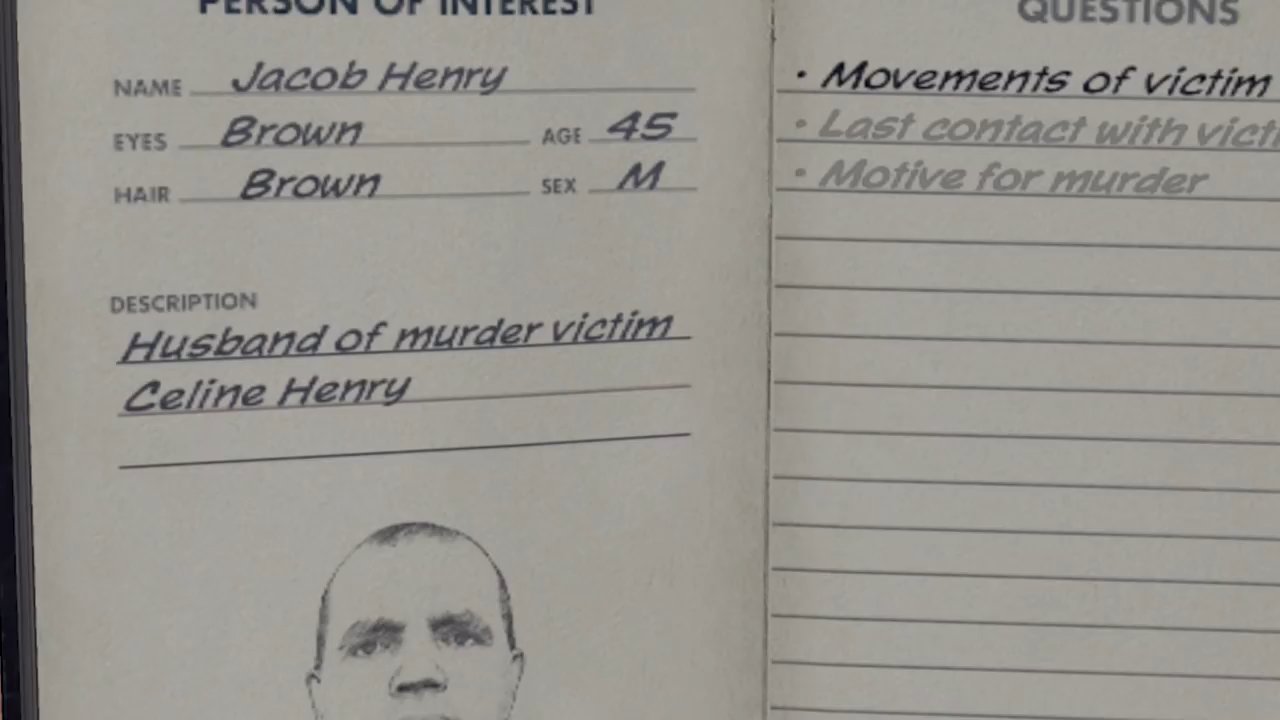 PERSON OF INTEREST
NAME Jacob Henry
EYES Brown AGE 45
HAIR Brown SEX M
DESCRIPTION
Husband of murder victim
Celine Henry
QUESTIONS
• Movements of victim
• Last contact with vict
• Motive for murder